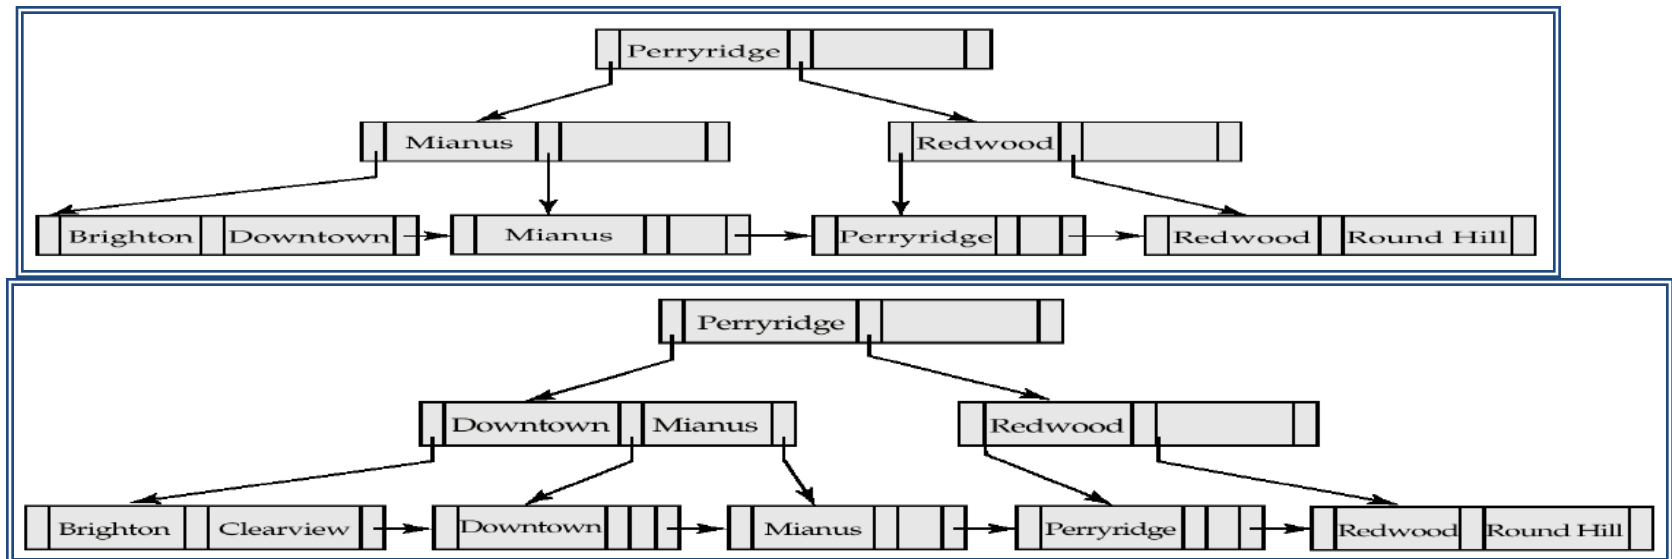 Perryridge
Mianus Redwood
Brighton Downtown Mianus Perryridge Redwood Round Hill
Perryridge
Downtown Mianus Redwood
Brighton Clearview Downtown Mianus Perryridge Redwood Round Hill